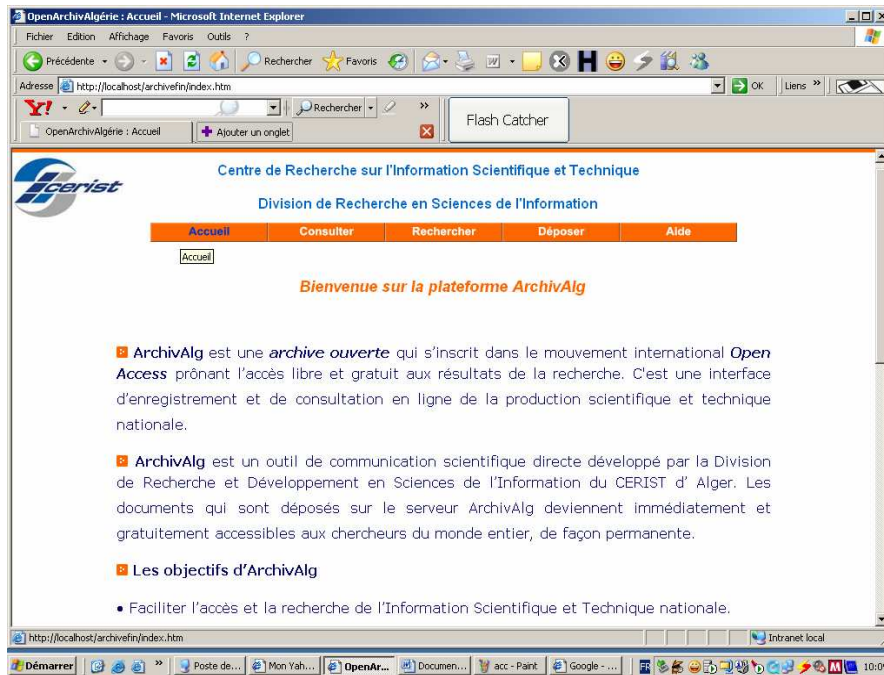 OpenArchivAlgérie : Accueil - Microsoft Internet Explorer
Fichier Edition Affichage Favoris Outils ?
Précédente Rechercher Favoris
Adresse http://localhost/archivefin/index.htm OK Liens »
Y! Rechercher »
OpenArchivAlgérie : Accueil Ajouter un onglet Flash Catcher
cerist
Centre de Recherche sur l'Information Scientifique et Technique
Division de Recherche en Sciences de l'Information
Accueil Consulter Rechercher Déposer Aide
Accueil
Bienvenue sur la plateforme ArchivAlg
ArchivAlg est une archive ouverte qui s'inscrit dans le mouvement international Open
Access prônant l'accès libre et gratuit aux résultats de la recherche. C'est une interface
d'enregistrement et de consultation en ligne de la production scientifique et technique
nationale.
ArchivAlg est un outil de communication scientifique directe développé par la Division
de Recherche et Développement en Sciences de l'Information du CERIST d' Alger. Les
documents qui sont déposés sur le serveur ArchivAlg deviennent immédiatement et
gratuitement accessibles aux chercheurs du monde entier, de façon permanente.
Les objectifs d'ArchivAlg
• Faciliter l'accès et la recherche de l'Information Scientifique et Technique nationale.
http://localhost/archivefin/index.htm Intranet local
Démarrer » Poste de... Mon Yah... OpenAr... Documen... acc - Paint Google - ... FR